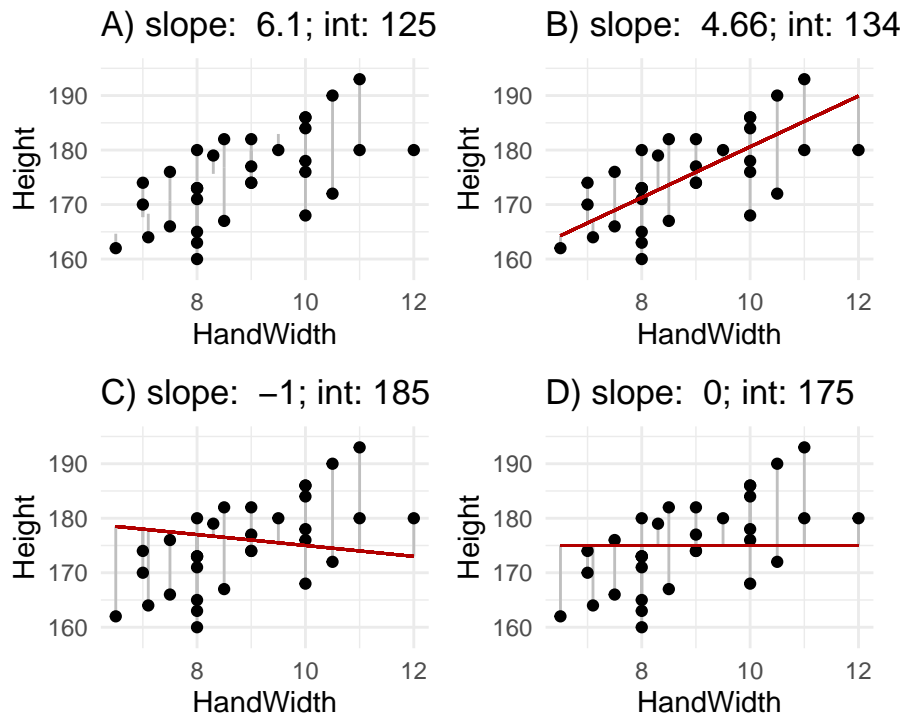 A) slope:  6.1; int: 125
B) slope:  4.66; int: 134
Height
190
180
170
160
8
10
12
HandWidth
Height
190
180
170
160
8
10
12
HandWidth
C) slope:  −1; int: 185
D) slope:  0; int: 175
Height
190
180
170
160
8
10
12
HandWidth
Height
190
180
170
160
8
10
12
HandWidth